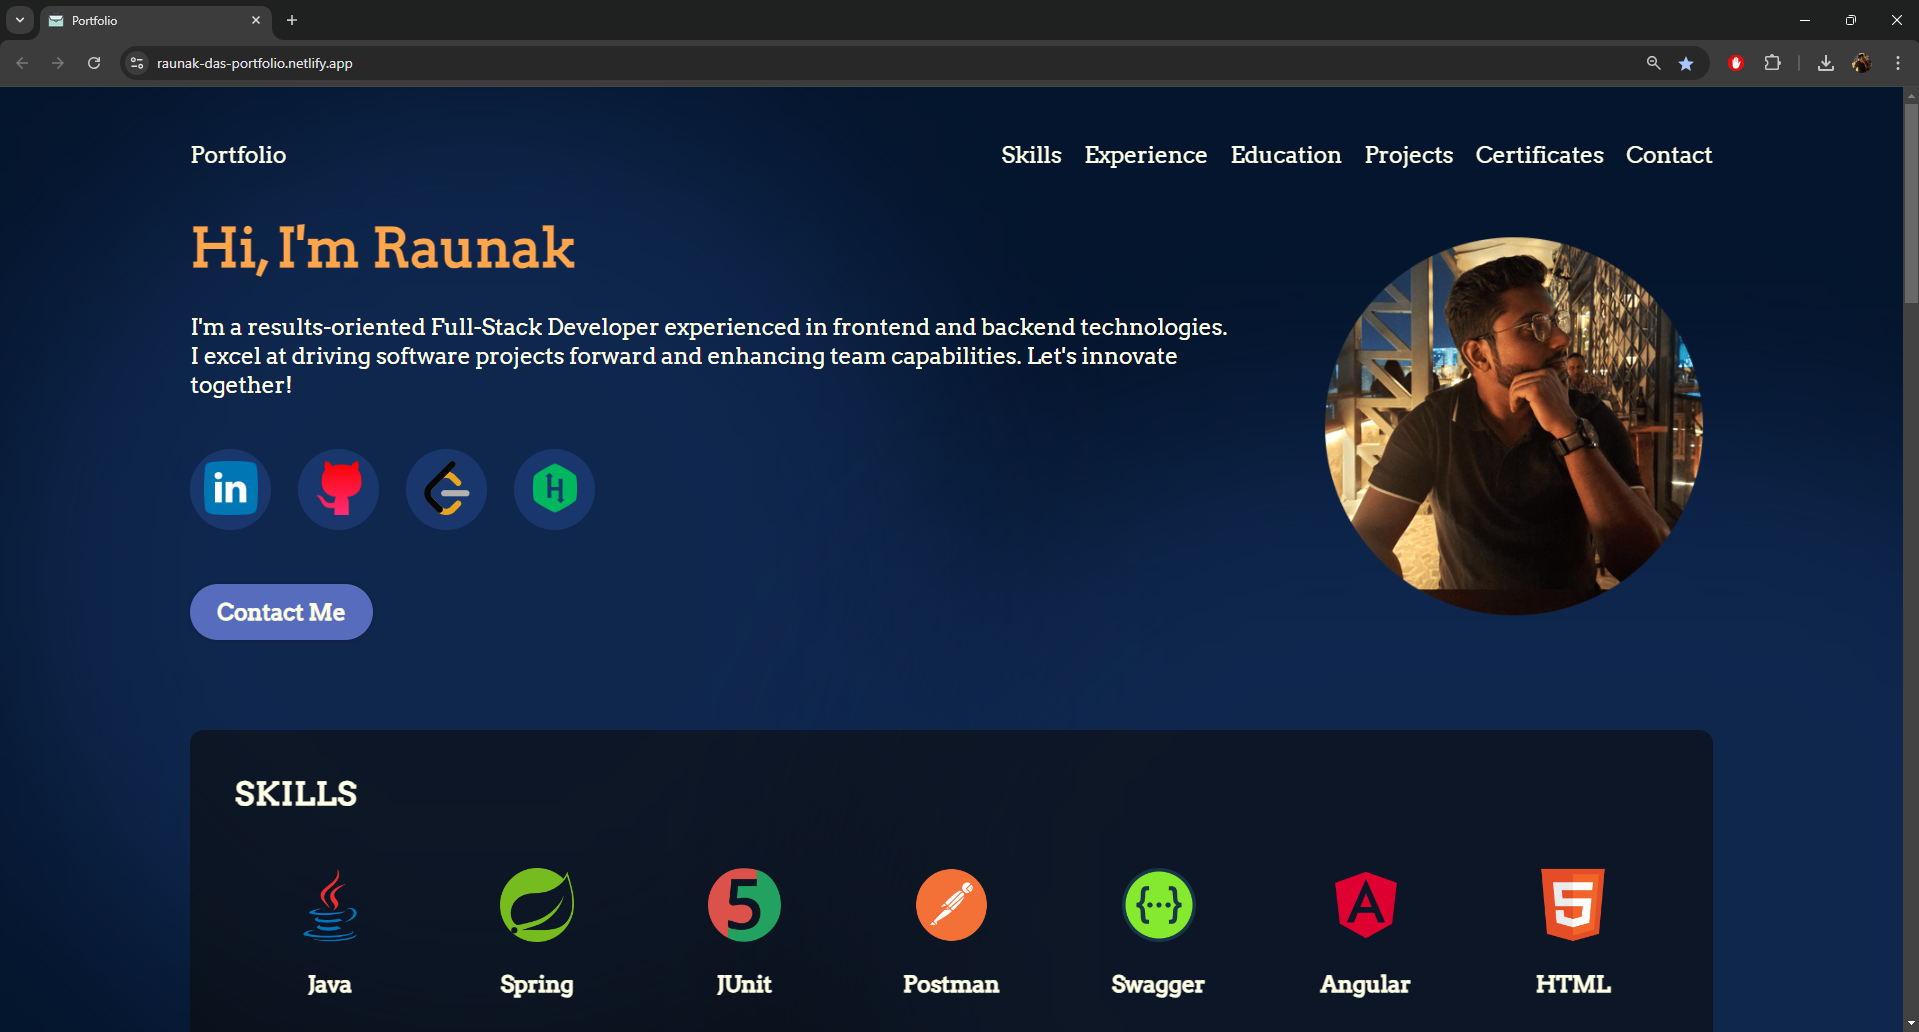 Portfolio
raunak-das-portfolio.netlify.app
Portfolio
Skills Experience Education Projects Certificates Contact
Hi, I'm Raunak
I'm a results-oriented Full-Stack Developer experienced in frontend and backend technologies.
I excel at driving software projects forward and enhancing team capabilities. Let's innovate
together!
in
H
Contact Me
SKILLS
5
A
5
Java Spring JUnit Postman Swagger Angular HTML